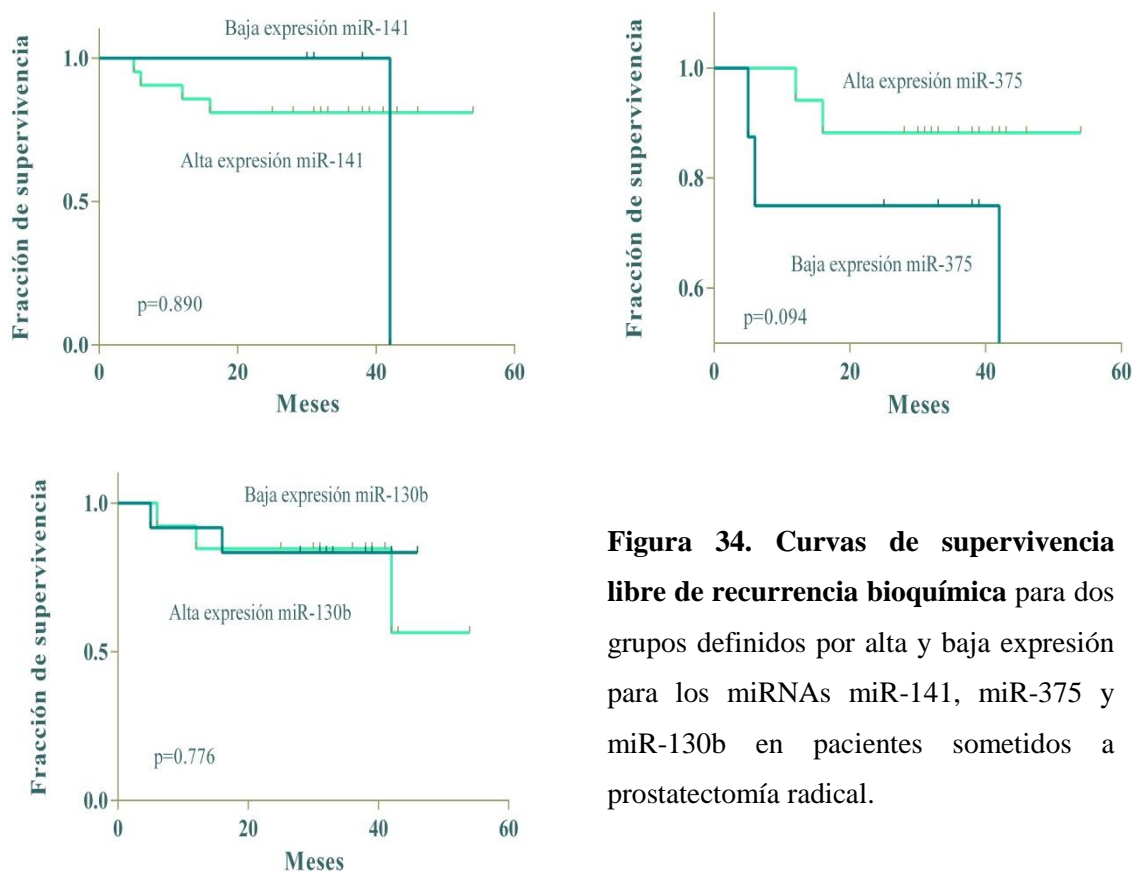 Baja expresión miR-141
1.0
0.5
0.0
Fracción de supervivencia
Alta expresión miR-141
p=0.890
0
20
40
60
Meses
1.0
0.8
0.6
Fracción de supervivencia
Alta expresión miR-375
Baja expresión miR-375
p=0.094
0
20
40
60
Meses
Baja expresión miR-130b
1.0
0.5
0.0
Fracción de supervivencia
Alta expresión miR-130b
p=0.776
0
20
40
60
Meses
Figura 34. Curvas de supervivencia
libre de recurrencia bioquímica para dos
grupos definidos por alta y baja expresión
para los miRNAs miR-141, miR-375 y
miR-130b en pacientes sometidos a
prostatectomía radical.